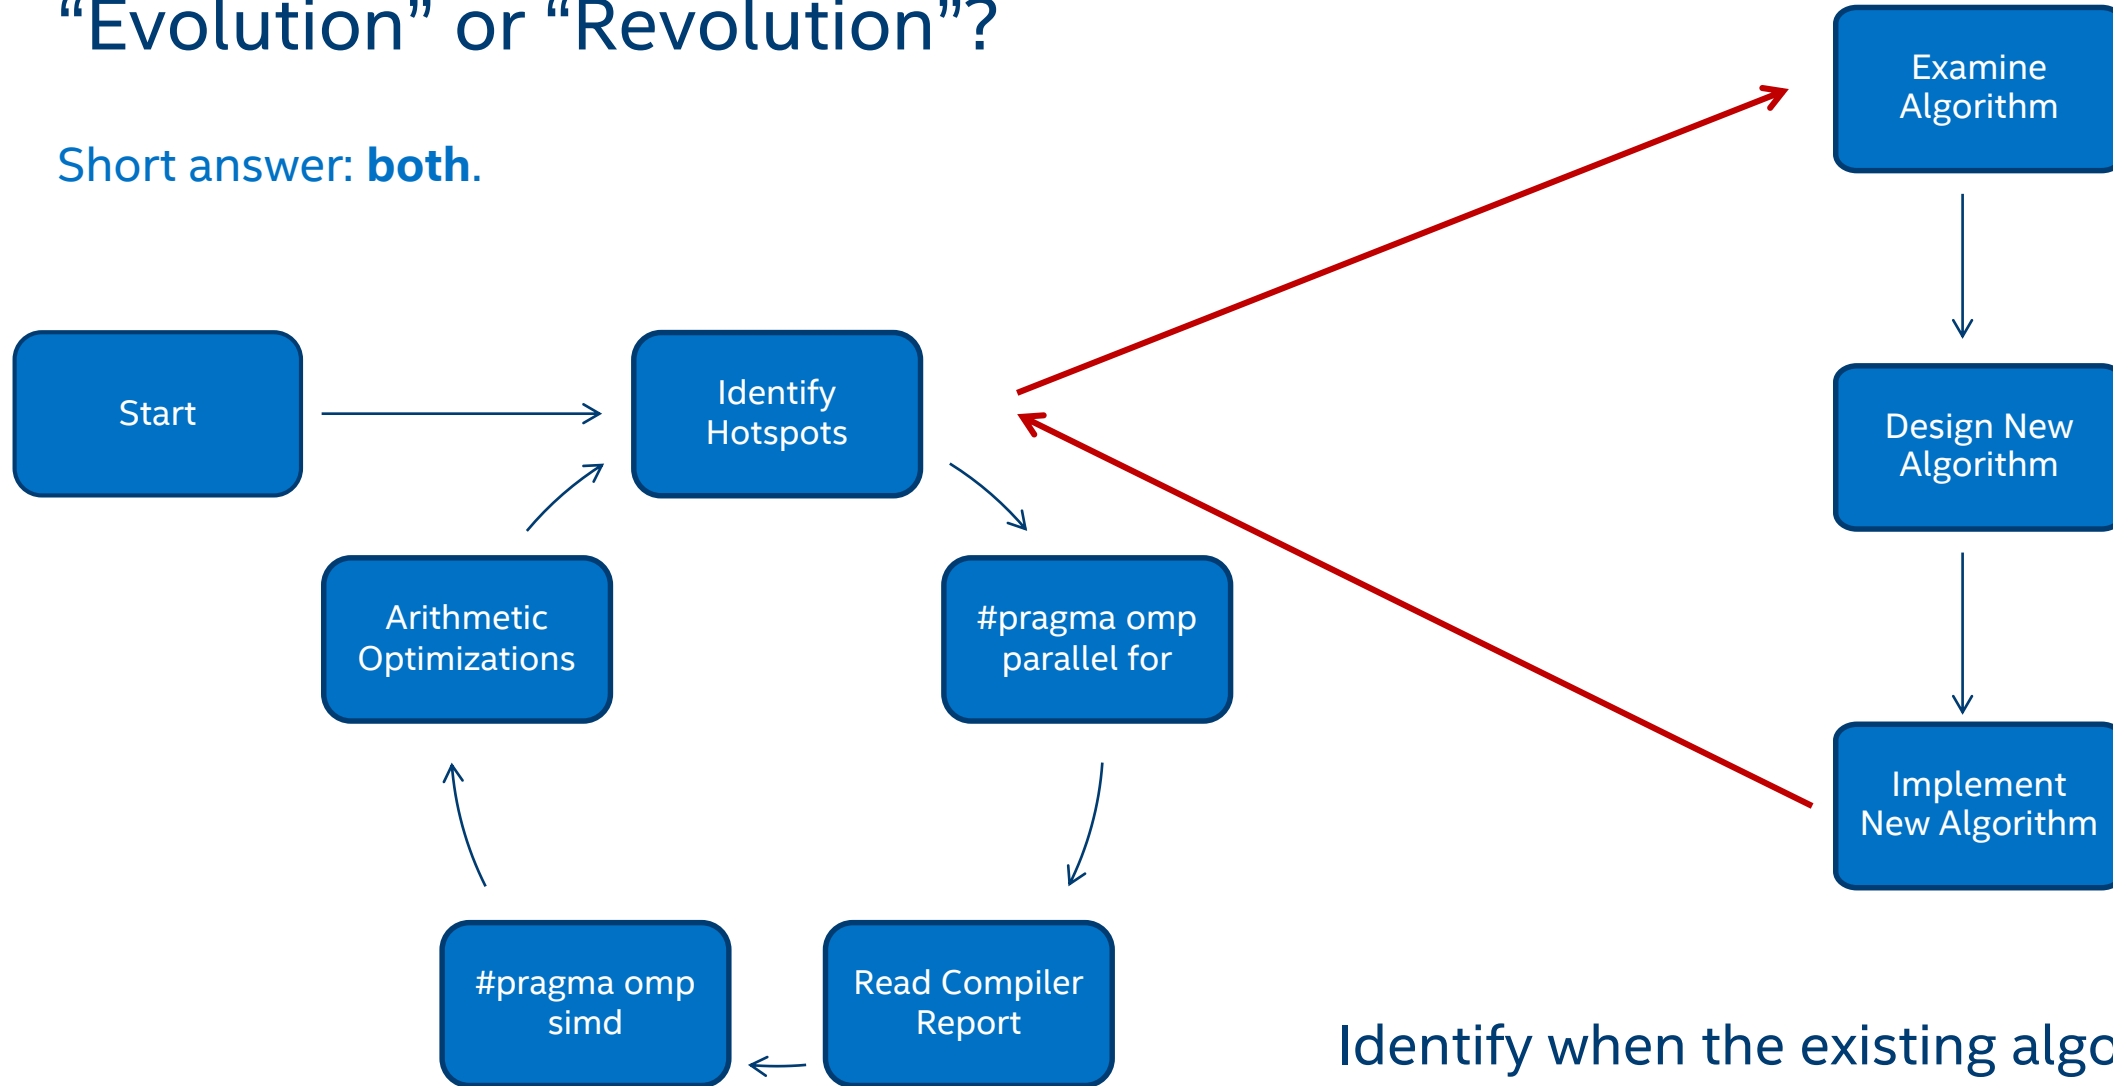 “Evolution” or “Revolution”?
Short answer: both.
Start
Identify
Hotspots
#pragma omp
parallel for
Read Compiler
Report
#pragma omp
simd
Arithmetic
Optimizations
Examine
Algorithm
Design New
Algorithm
Implement
New Algorithm
Identify when the existing algo